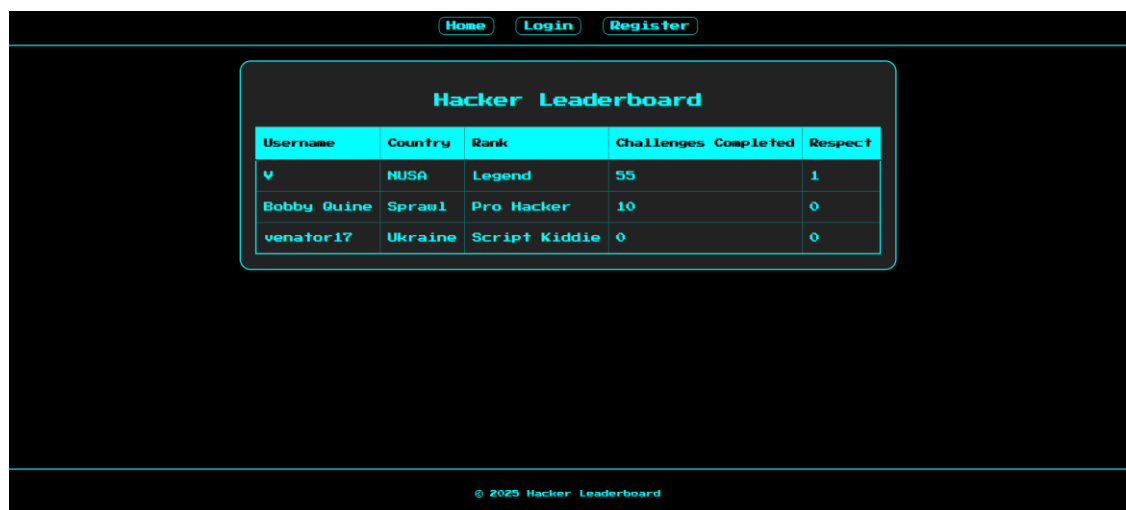 Home Login Register
Hacker Leaderboard
Username Country Rank Challenges Completed Respect
V NUSA Legend 55 1
Bobby Quine Sprawl Pro Hacker 10 0
venator17 Ukraine Script Kiddie 0 0
© 2025 Hacker Leaderboard